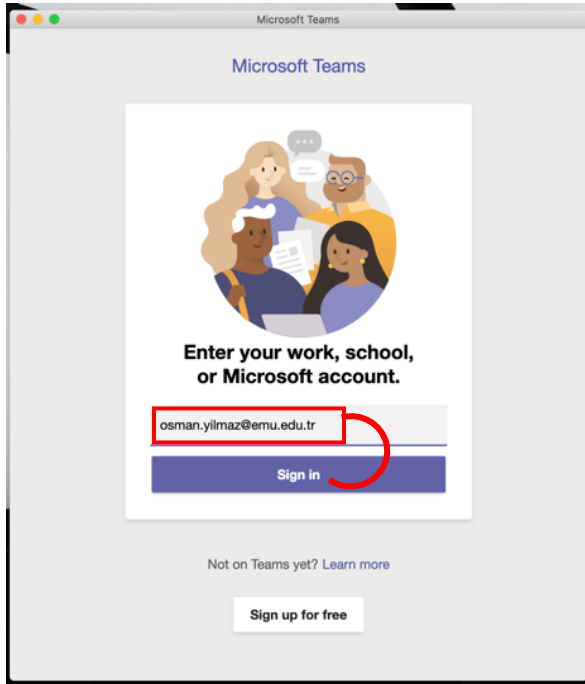 Microsoft Teams
Microsoft Teams
Enter your work, school,
or Microsoft account.
osman.yilmaz@emu.edu.tr
Sign in
Not on Teams yet? Learn more
Sign up for free